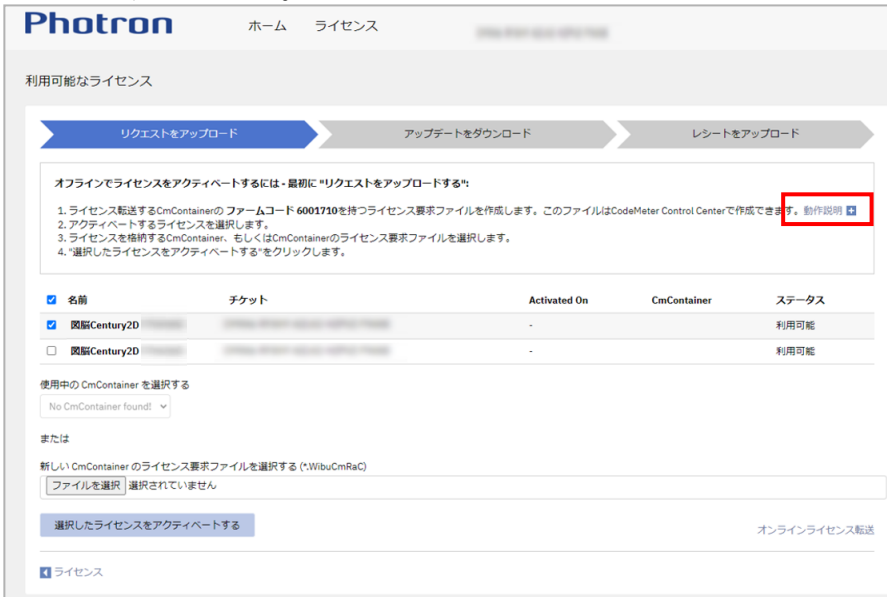 Photron ホーム ライセンス
利用可能なライセンス
リクエストをアップロード アップデートをダウンロード レシートをアップロード
オフラインでライセンスをアクティベートするには - 最初に "リクエストをアップロードする":
1. ライセンス転送するCmContainerの ファームコード 6001710を持つライセンス要求ファイルを作成します。このファイルはCodeMeter Control Centerで作成できます。動作説明
2. アクティベートするライセンスを選択します。
3. ライセンスを格納するCmContainer、もしくはCmContainerのライセンス要求ファイルを選択します。
4. "選択したライセンスをアクティベートする"をクリックします。
名前 チケット Activated On CmContainer ステータス
図脳Century2D - 利用可能
図脳Century2D - 利用可能
使用中の CmContainer を選択する
No CmContainer found!
または
新しい CmContainer のライセンス要求ファイルを選択する (*.WibuCmRaC)
ファイルを選択 選択されていません
選択したライセンスをアクティベートする
オンラインライセンス転送
ライセンス